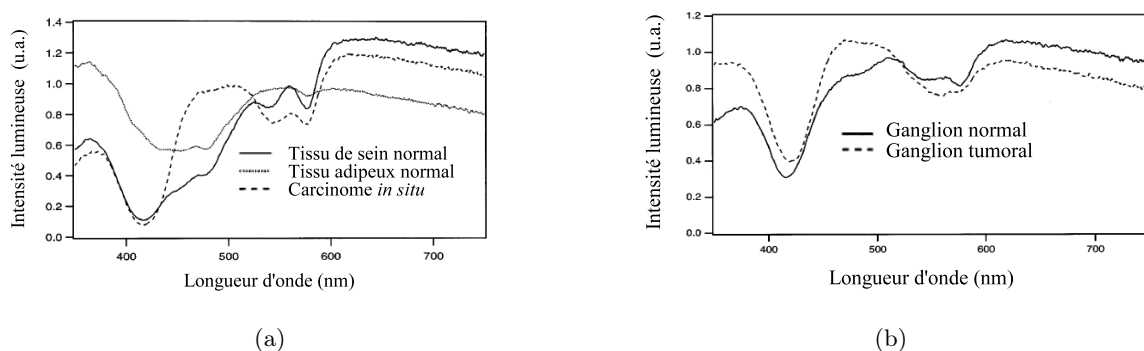 Intensité lumineuse (u.a.)
1.4
1.2
1.0
0.8
0.6
0.4
0.2
0.0
Tissu de sein normal
Tissu adipeux normal
Carcinome in situ
400
500
600
700
Longueur d'onde (nm)
(a)
Intensité lumineuse (u.a.)
1.2
1.0
0.8
0.6
0.4
0.2
0.0
Ganglion normal
Ganglion tumoral
400
500
600
700
Longueur d'onde (nm)
(b)